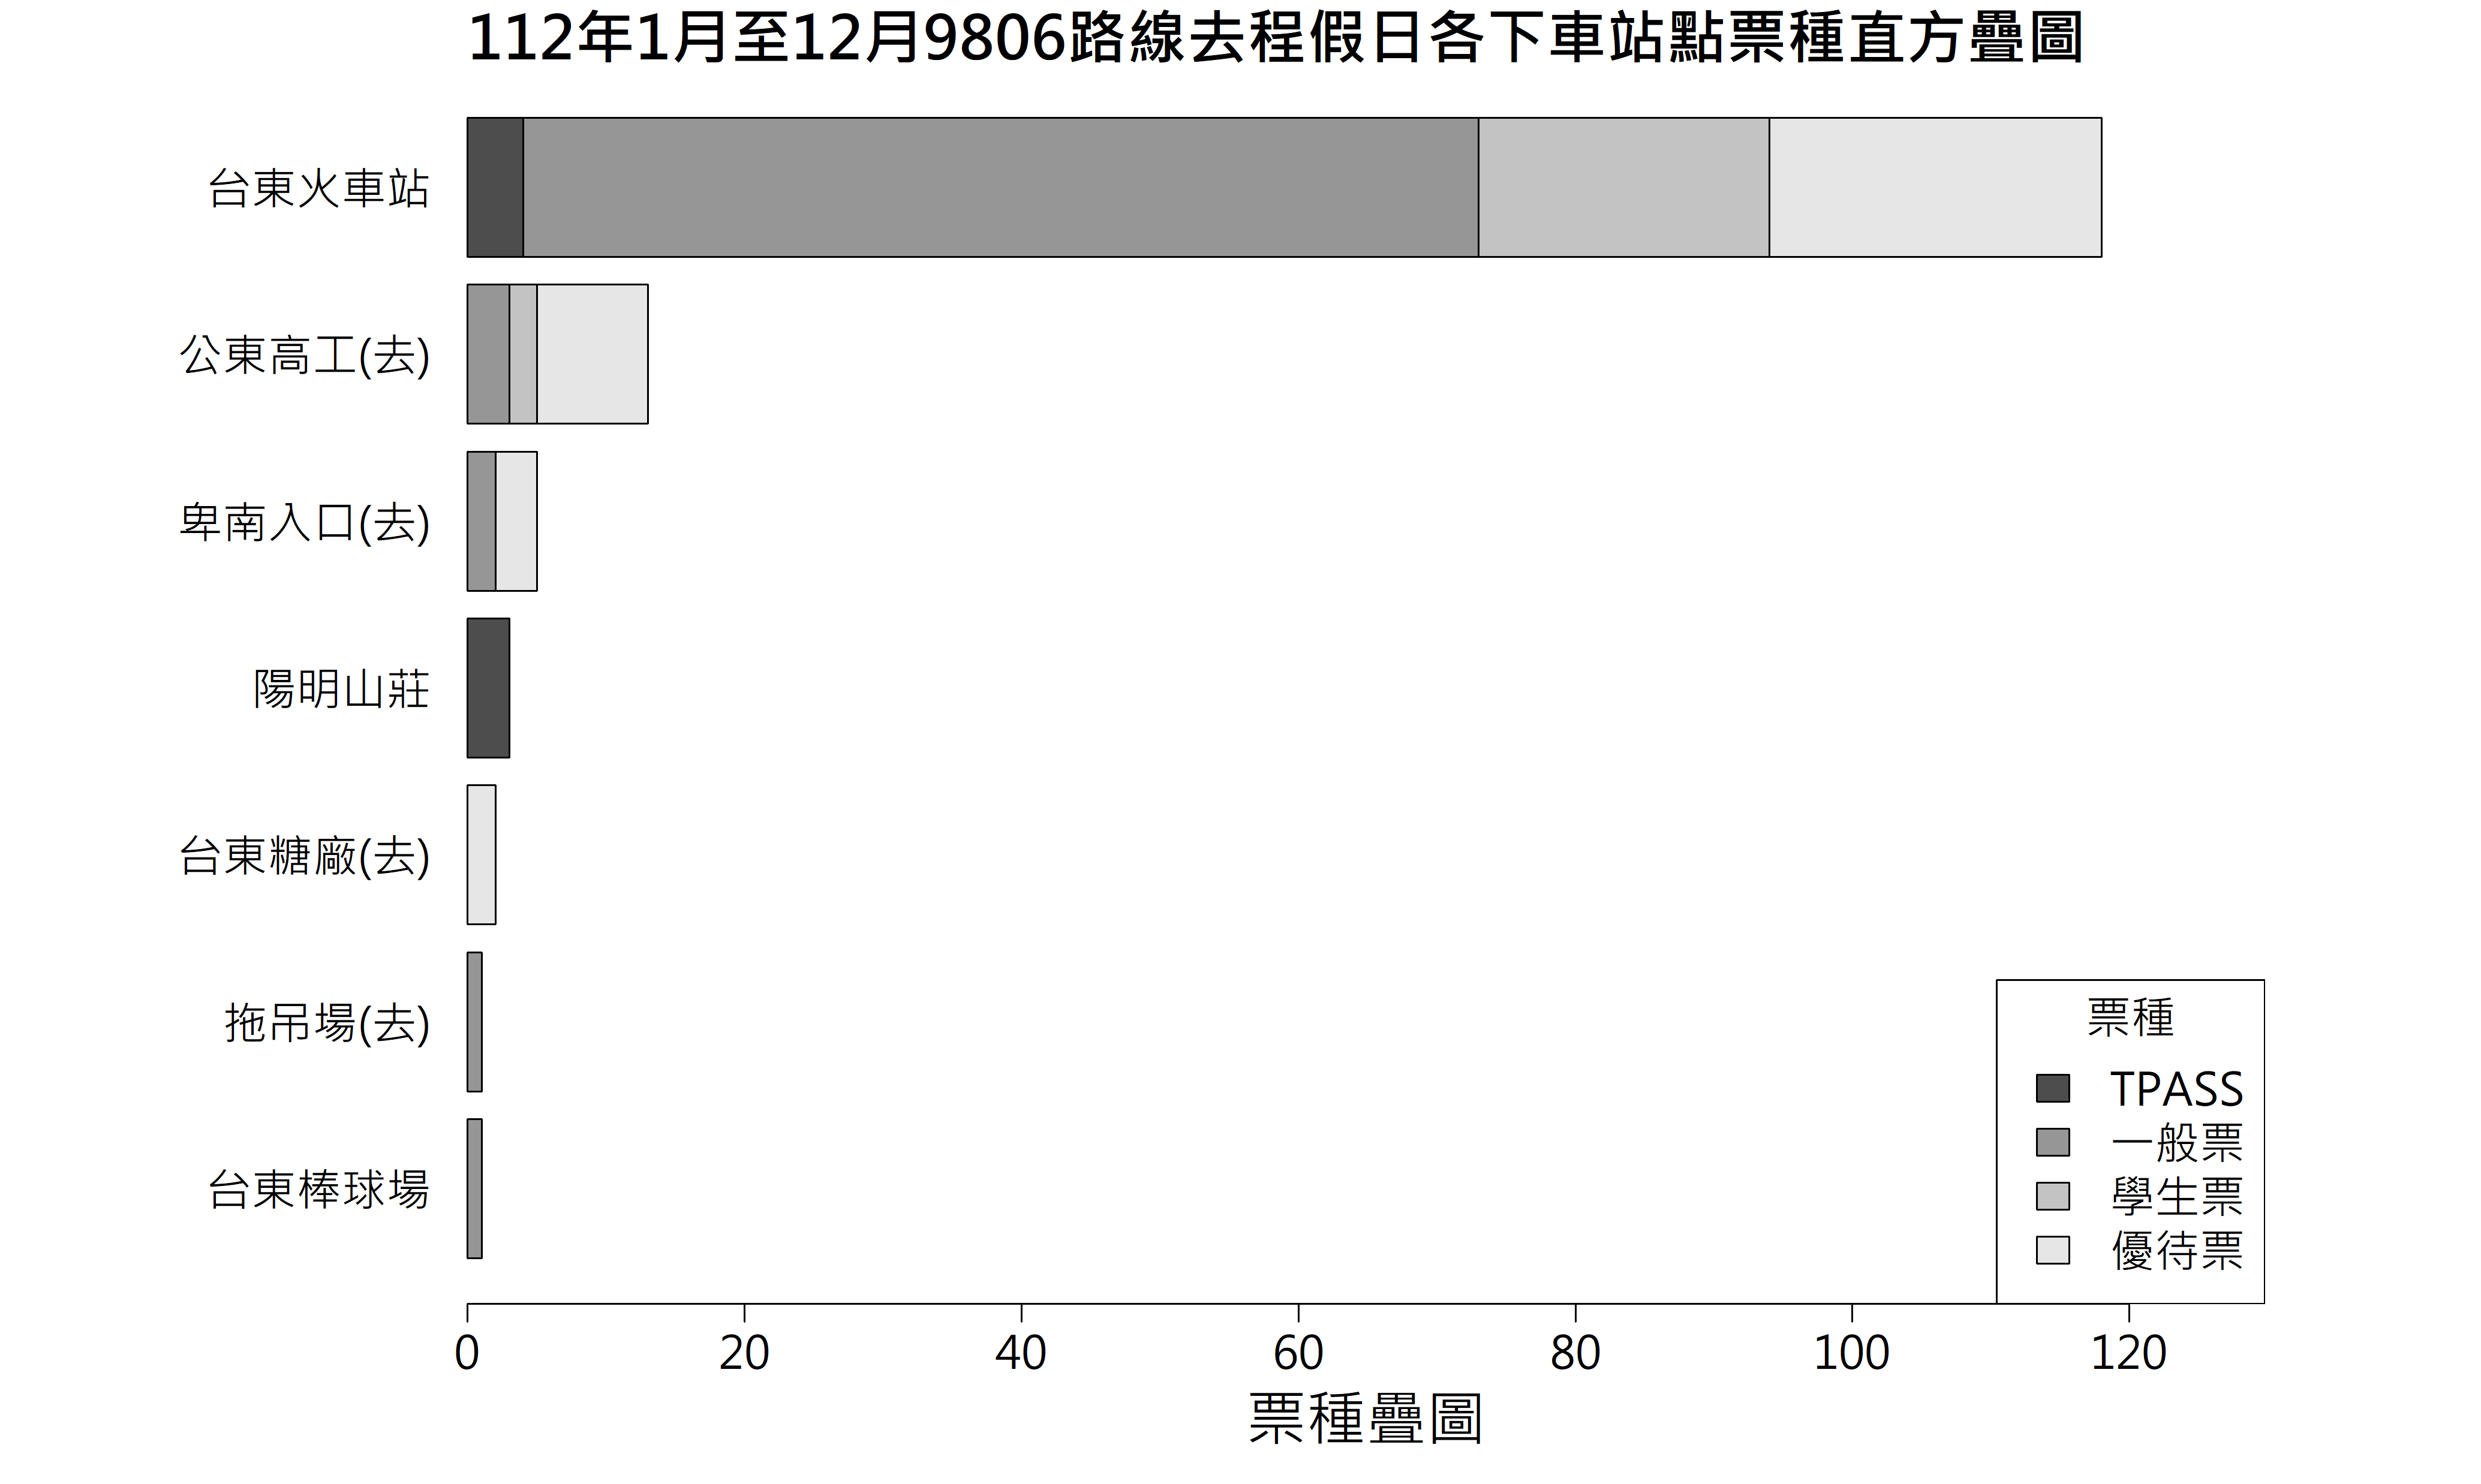 112年1月至12月9806路線去程假日各下車站點票種直方疊圖
台東火車站
公東高工(去)
卑南入口(去)
陽明山莊
台東糖廠(去)
拖吊場(去)
台東棒球場
票種
TPASS
一般票
學生票
優待票
0 20 40 60 80 100 120
票種疊圖